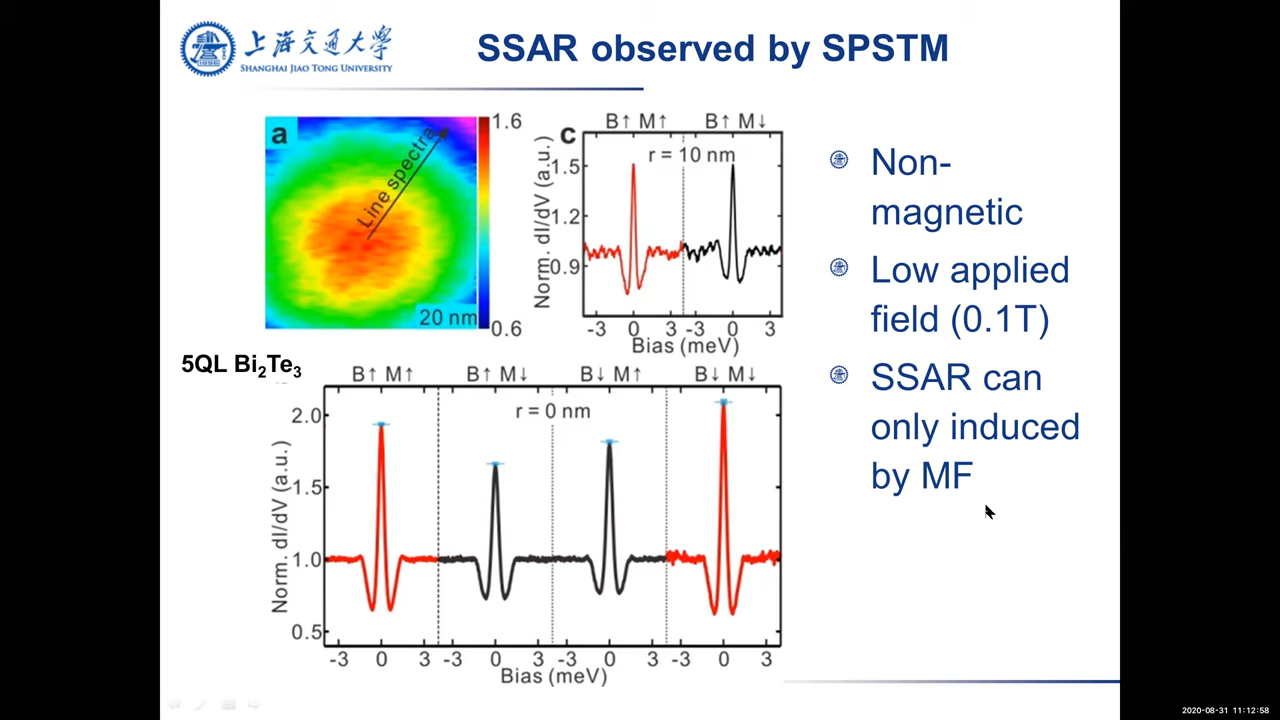 上海交通大学
SHANGHAI JIAO TONG UNIVERSITY
SSAR observed by SPSTM
a
Line spectra
20 nm
1.6
0.6
5QL Bi₂Te₃
c
B↑ M↑ B↑ M↓
r = 10 nm
Norm. dI/dV (a.u.)
1.5
1.2
0.9
-3 0 3 -3 0 3
Bias (meV)
B↑ M↑ B↑ M↓ B↓ M↑ B↓ M↓
r = 0 nm
Norm. dI/dV (a.u.)
2.0
1.5
1.0
0.5
-3 0 3 -3 0 3 -3 0 3 -3 0 3
Bias (meV)
Non-
magnetic
Low applied
field (0.1T)
SSAR can
only induced
by MF
2020-08-31 11:12:58